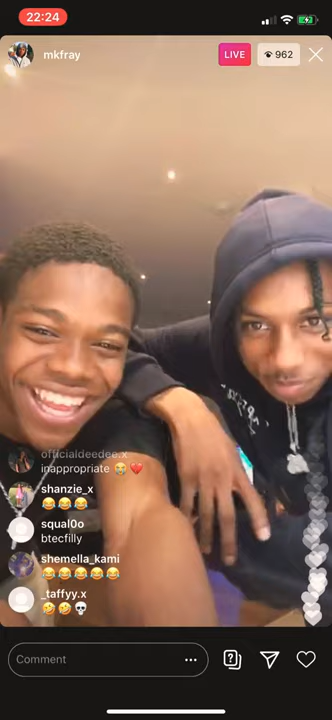 22:24
mkfray
LIVE
962
officialdeedee.x
inappropriate 😭 ❤️
shanzie_x
😂😂😂
squal0o
btecfilly
shemella_kami
😂😂😂😂😂
_taffyy.x
🤣🤣💀
Comment